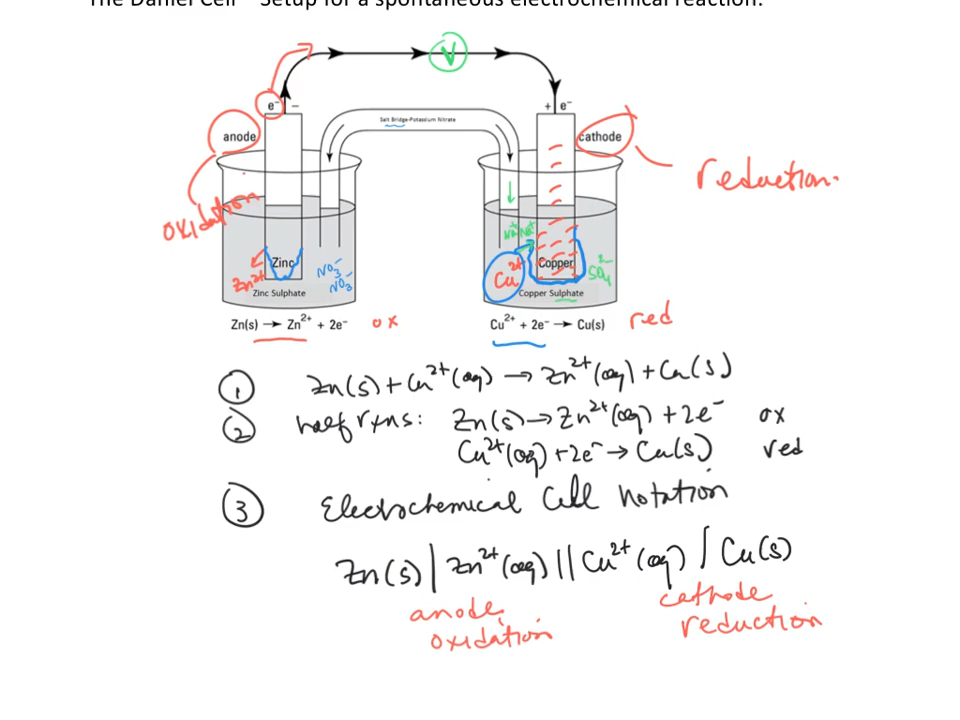 The Daniel Cell – Setup for a spontaneous electrochemical reaction.
V
e⁻ −
+ e⁻
Salt Bridge-Potassium Nitrate
anode
cathode
reduction.
oxidation
Na⁺ Na⁺
Zinc
Copper
Zn²⁺
NO₃⁻
NO₃⁻
Cu²⁺
SO₄²⁻
Zinc Sulphate
Copper Sulphate
Zn(s) → Zn²⁺ + 2e⁻ ox
Cu²⁺ + 2e⁻ → Cu(s) red
① Zn(s) + Cu²⁺(aq) → Zn²⁺(aq) + Cu(s)
② half rxns: Zn(s) → Zn²⁺(aq) + 2e⁻ ox
Cu²⁺(aq) + 2e⁻ → Cu(s) red
③ Electrochemical Cell notation
Zn(s) | Zn²⁺(aq) || Cu²⁺(aq) | Cu(s)
anode, cathode
oxidation reduction